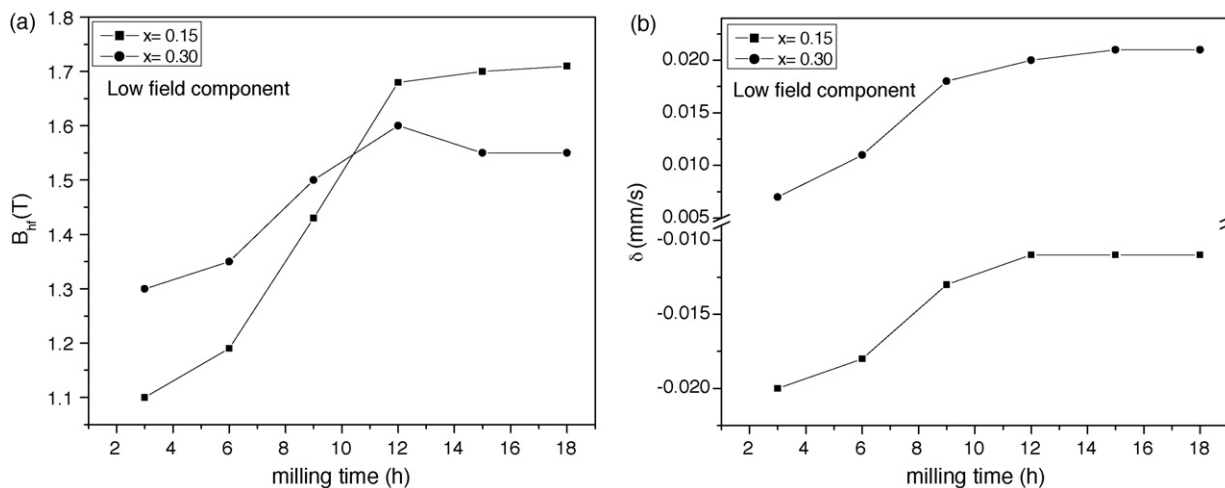 (a)
x= 0.15
x= 0.30
Low field component
1.8
1.7
1.6
1.5
1.4
1.3
1.2
1.1
B_hf(T)
2 4 6 8 10 12 14 16 18
milling time (h)
(b)
x= 0.15
x= 0.30
Low field component
0.020
0.015
0.010
0.005
-0.010
-0.015
-0.020
δ (mm/s)
2 4 6 8 10 12 14 16 18
milling time (h)